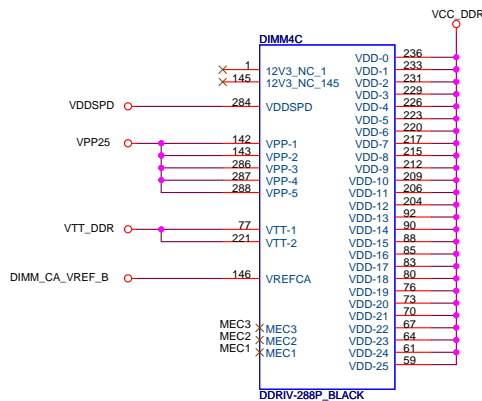 VCC_DDR
DIMM4C
1 12V3_NC_1 VDD-0 236
145 12V3_NC_145 VDD-1 233
VDD-2 231
VDD-3 229
VDDSPD 284 VDDSPD VDD-4 226
VDD-5 223
VDD-6 220
VPP25 142 VPP-1 VDD-7 217
143 VPP-2 VDD-8 215
286 VPP-3 VDD-9 212
287 VPP-4 VDD-10 209
288 VPP-5 VDD-11 206
VDD-12 204
VDD-13 92
VTT_DDR 77 VTT-1 VDD-14 90
221 VTT-2 VDD-15 88
VDD-16 85
VDD-17 83
DIMM_CA_VREF_B 146 VREFCA VDD-18 80
VDD-19 76
VDD-20 73
VDD-21 70
MEC3 MEC3 VDD-22 67
MEC2 MEC2 VDD-23 64
MEC1 MEC1 VDD-24 61
VDD-25 59
DDRIV-288P_BLACK